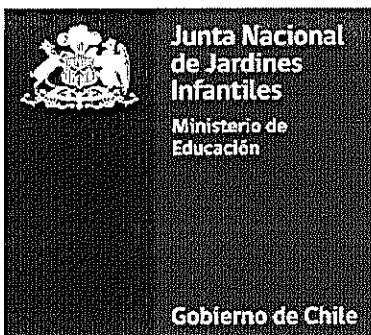 Junta Nacional
de Jardines
Infantiles
Ministerio de
Educación
Gobierno de Chile